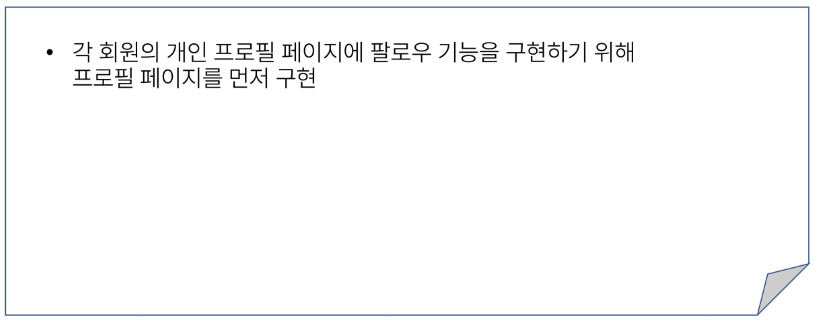 • 각 회원의 개인 프로필 페이지에 팔로우 기능을 구현하기 위해
프로필 페이지를 먼저 구현